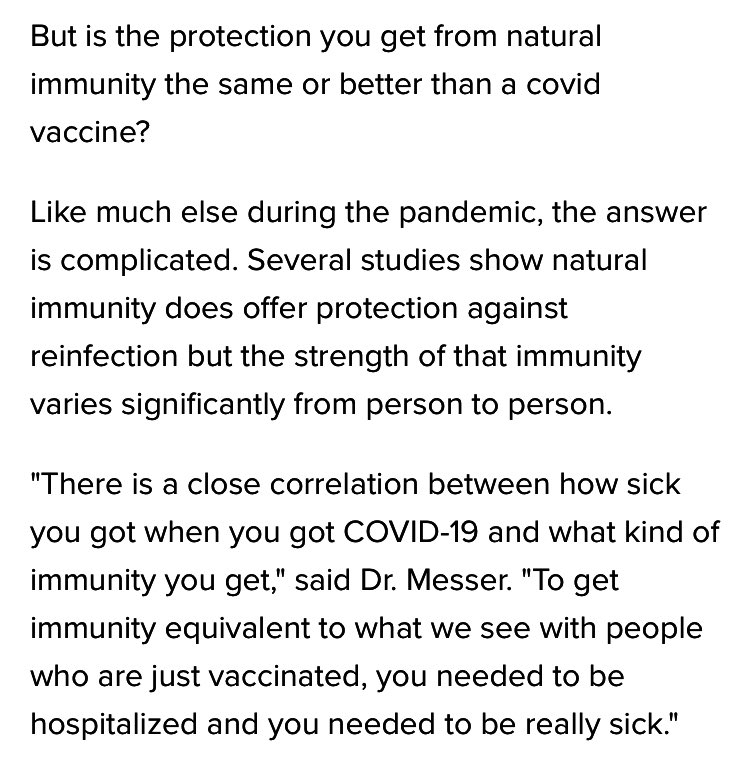 But is the protection you get from natural
immunity the same or better than a covid
vaccine?
Like much else during the pandemic, the answer
is complicated. Several studies show natural
immunity does offer protection against
reinfection but the strength of that immunity
varies significantly from person to person.
"There is a close correlation between how sick
you got when you got COVID-19 and what kind of
immunity you get," said Dr. Messer. "To get
immunity equivalent to what we see with people
who are just vaccinated, you needed to be
hospitalized and you needed to be really sick."